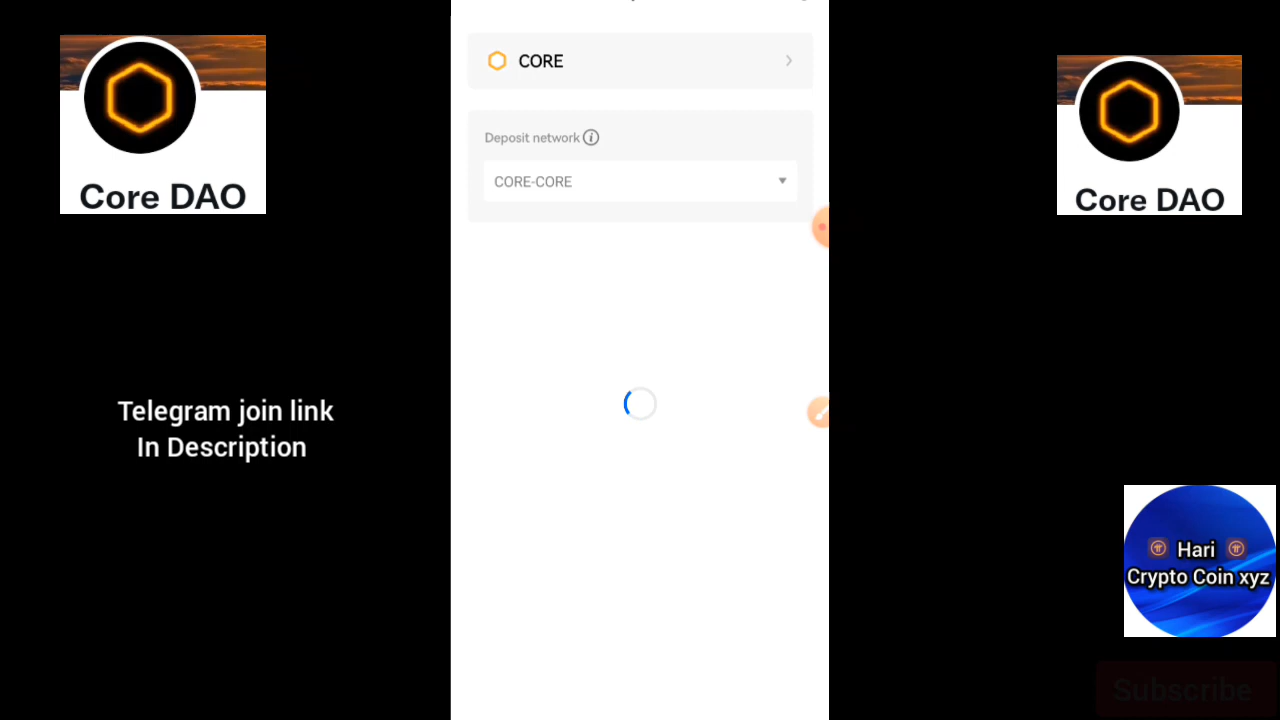 Core DAO
Telegram join link
In Description
CORE
Deposit network
CORE-CORE
Core DAO
Hari
Crypto Coin xyz
Subscribe